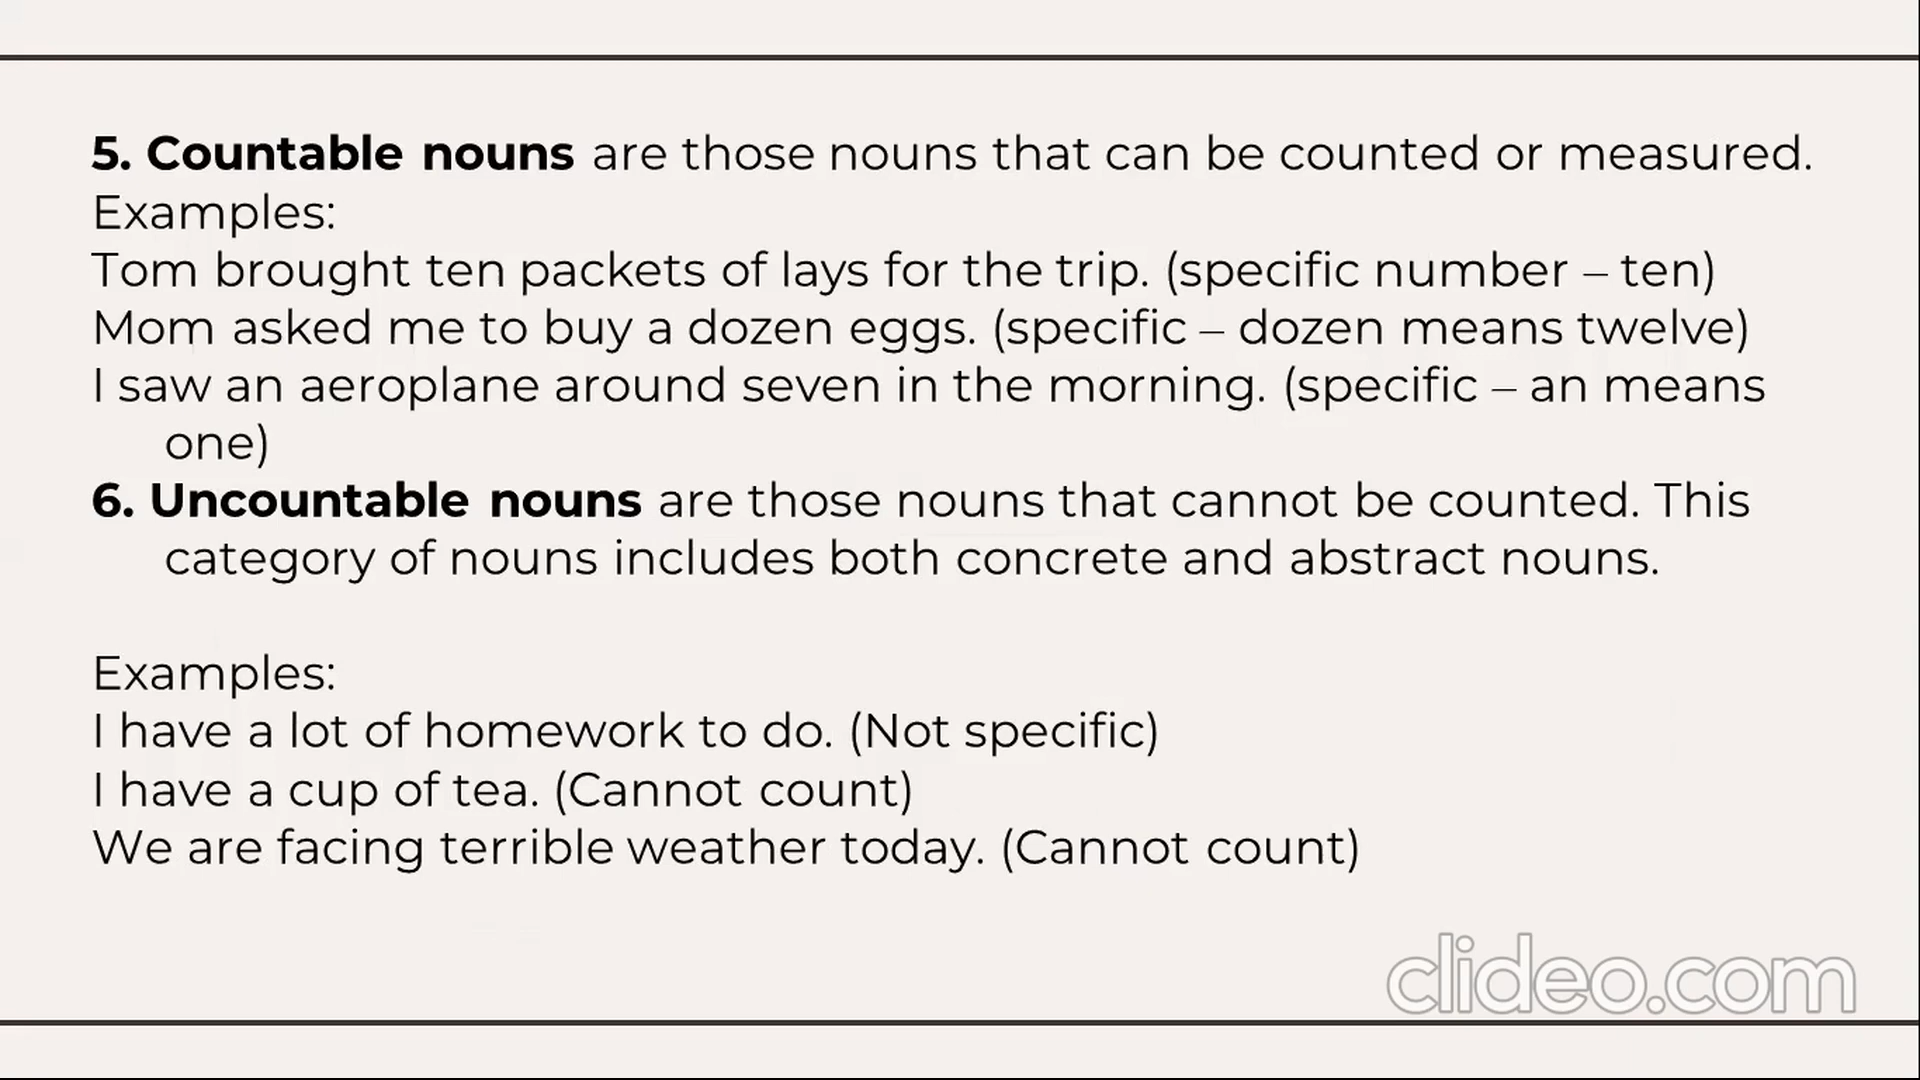 5. Countable nouns are those nouns that can be counted or measured.
Examples:
Tom brought ten packets of lays for the trip. (specific number – ten)
Mom asked me to buy a dozen eggs. (specific – dozen means twelve)
I saw an aeroplane around seven in the morning. (specific – an means
one)
6. Uncountable nouns are those nouns that cannot be counted. This
category of nouns includes both concrete and abstract nouns.
Examples:
I have a lot of homework to do. (Not specific)
I have a cup of tea. (Cannot count)
We are facing terrible weather today. (Cannot count)
clideo.com